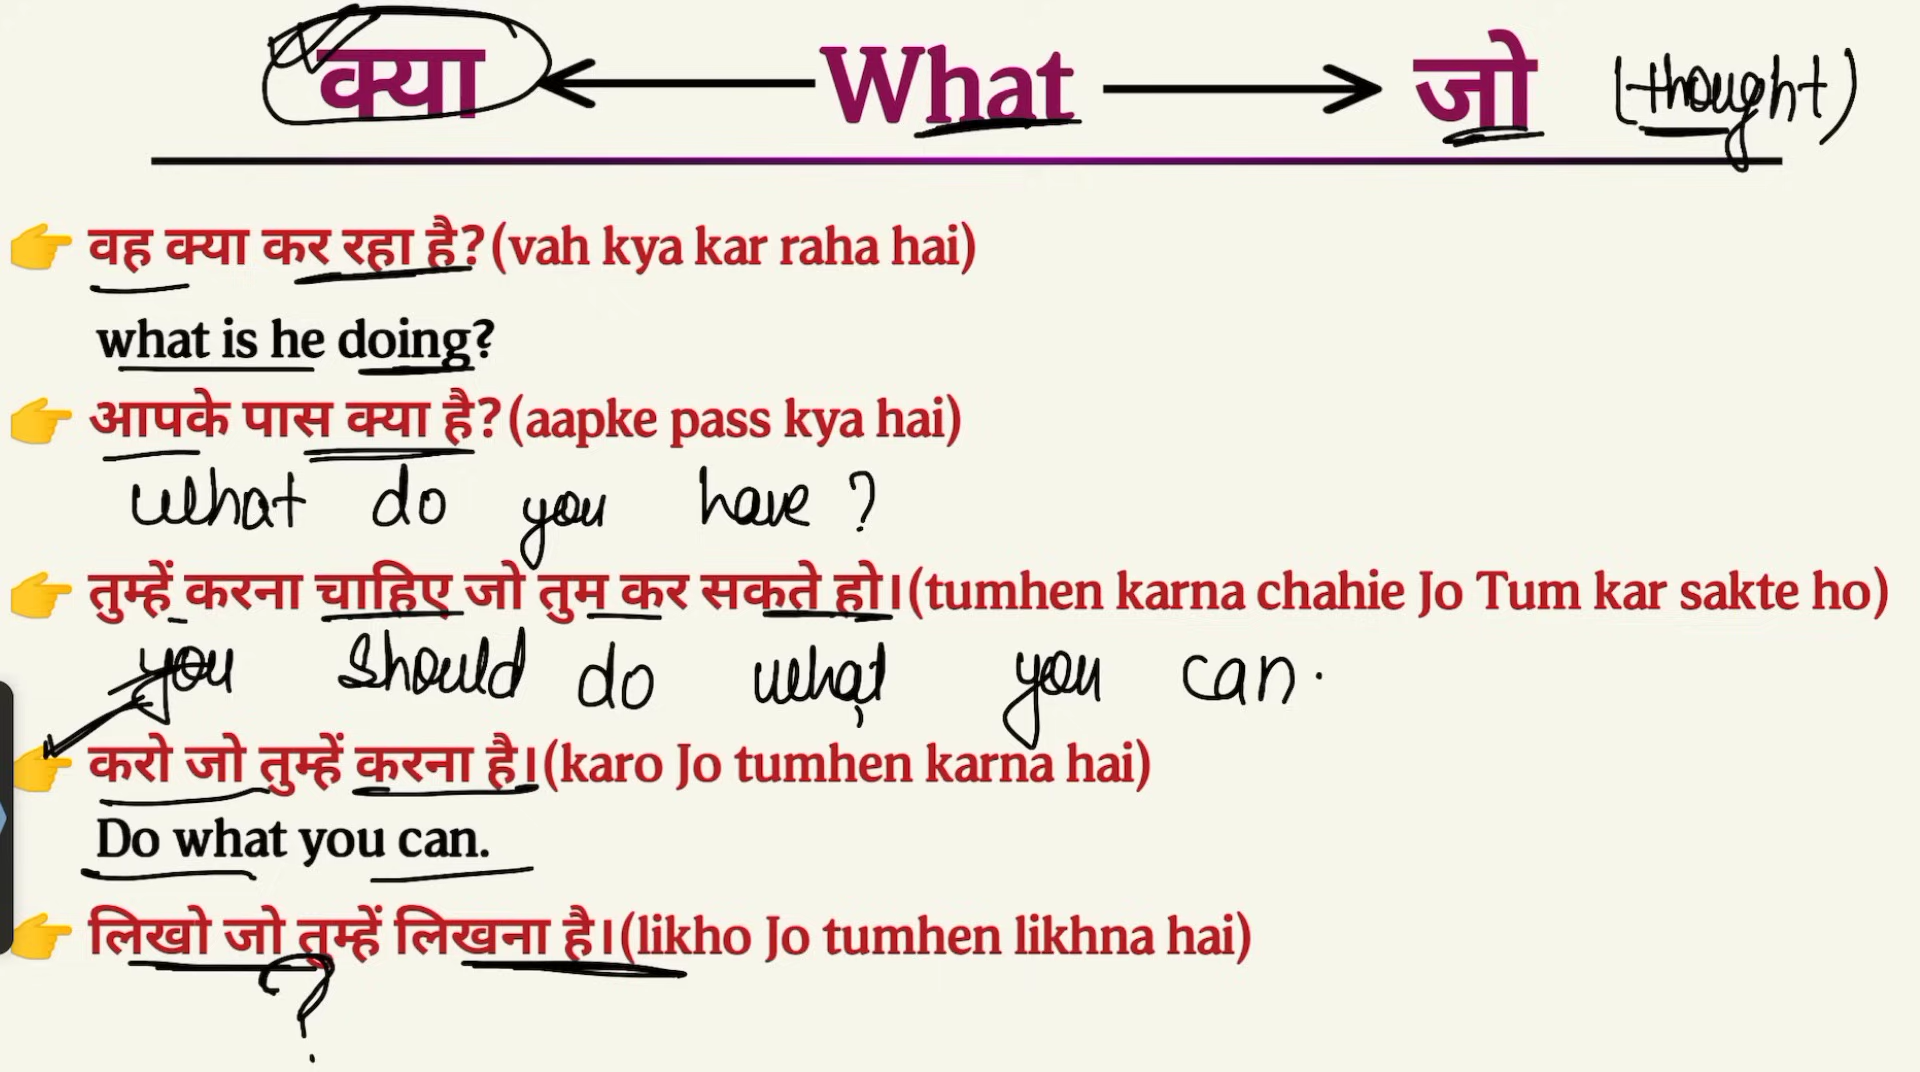 क्या What जो (thought)
वह क्या कर रहा है?(vah kya kar raha hai)
what is he doing?
आपके पास क्या है?(aapke pass kya hai)
What do you have?
तुम्हें करना चाहिए जो तुम कर सकते हो।(tumhen karna chahie Jo Tum kar sakte ho)
you should do what you can.
करो जो तुम्हें करना है।(karo Jo tumhen karna hai)
Do what you can.
लिखो जो तुम्हें लिखना है।(likho Jo tumhen likhna hai)
?